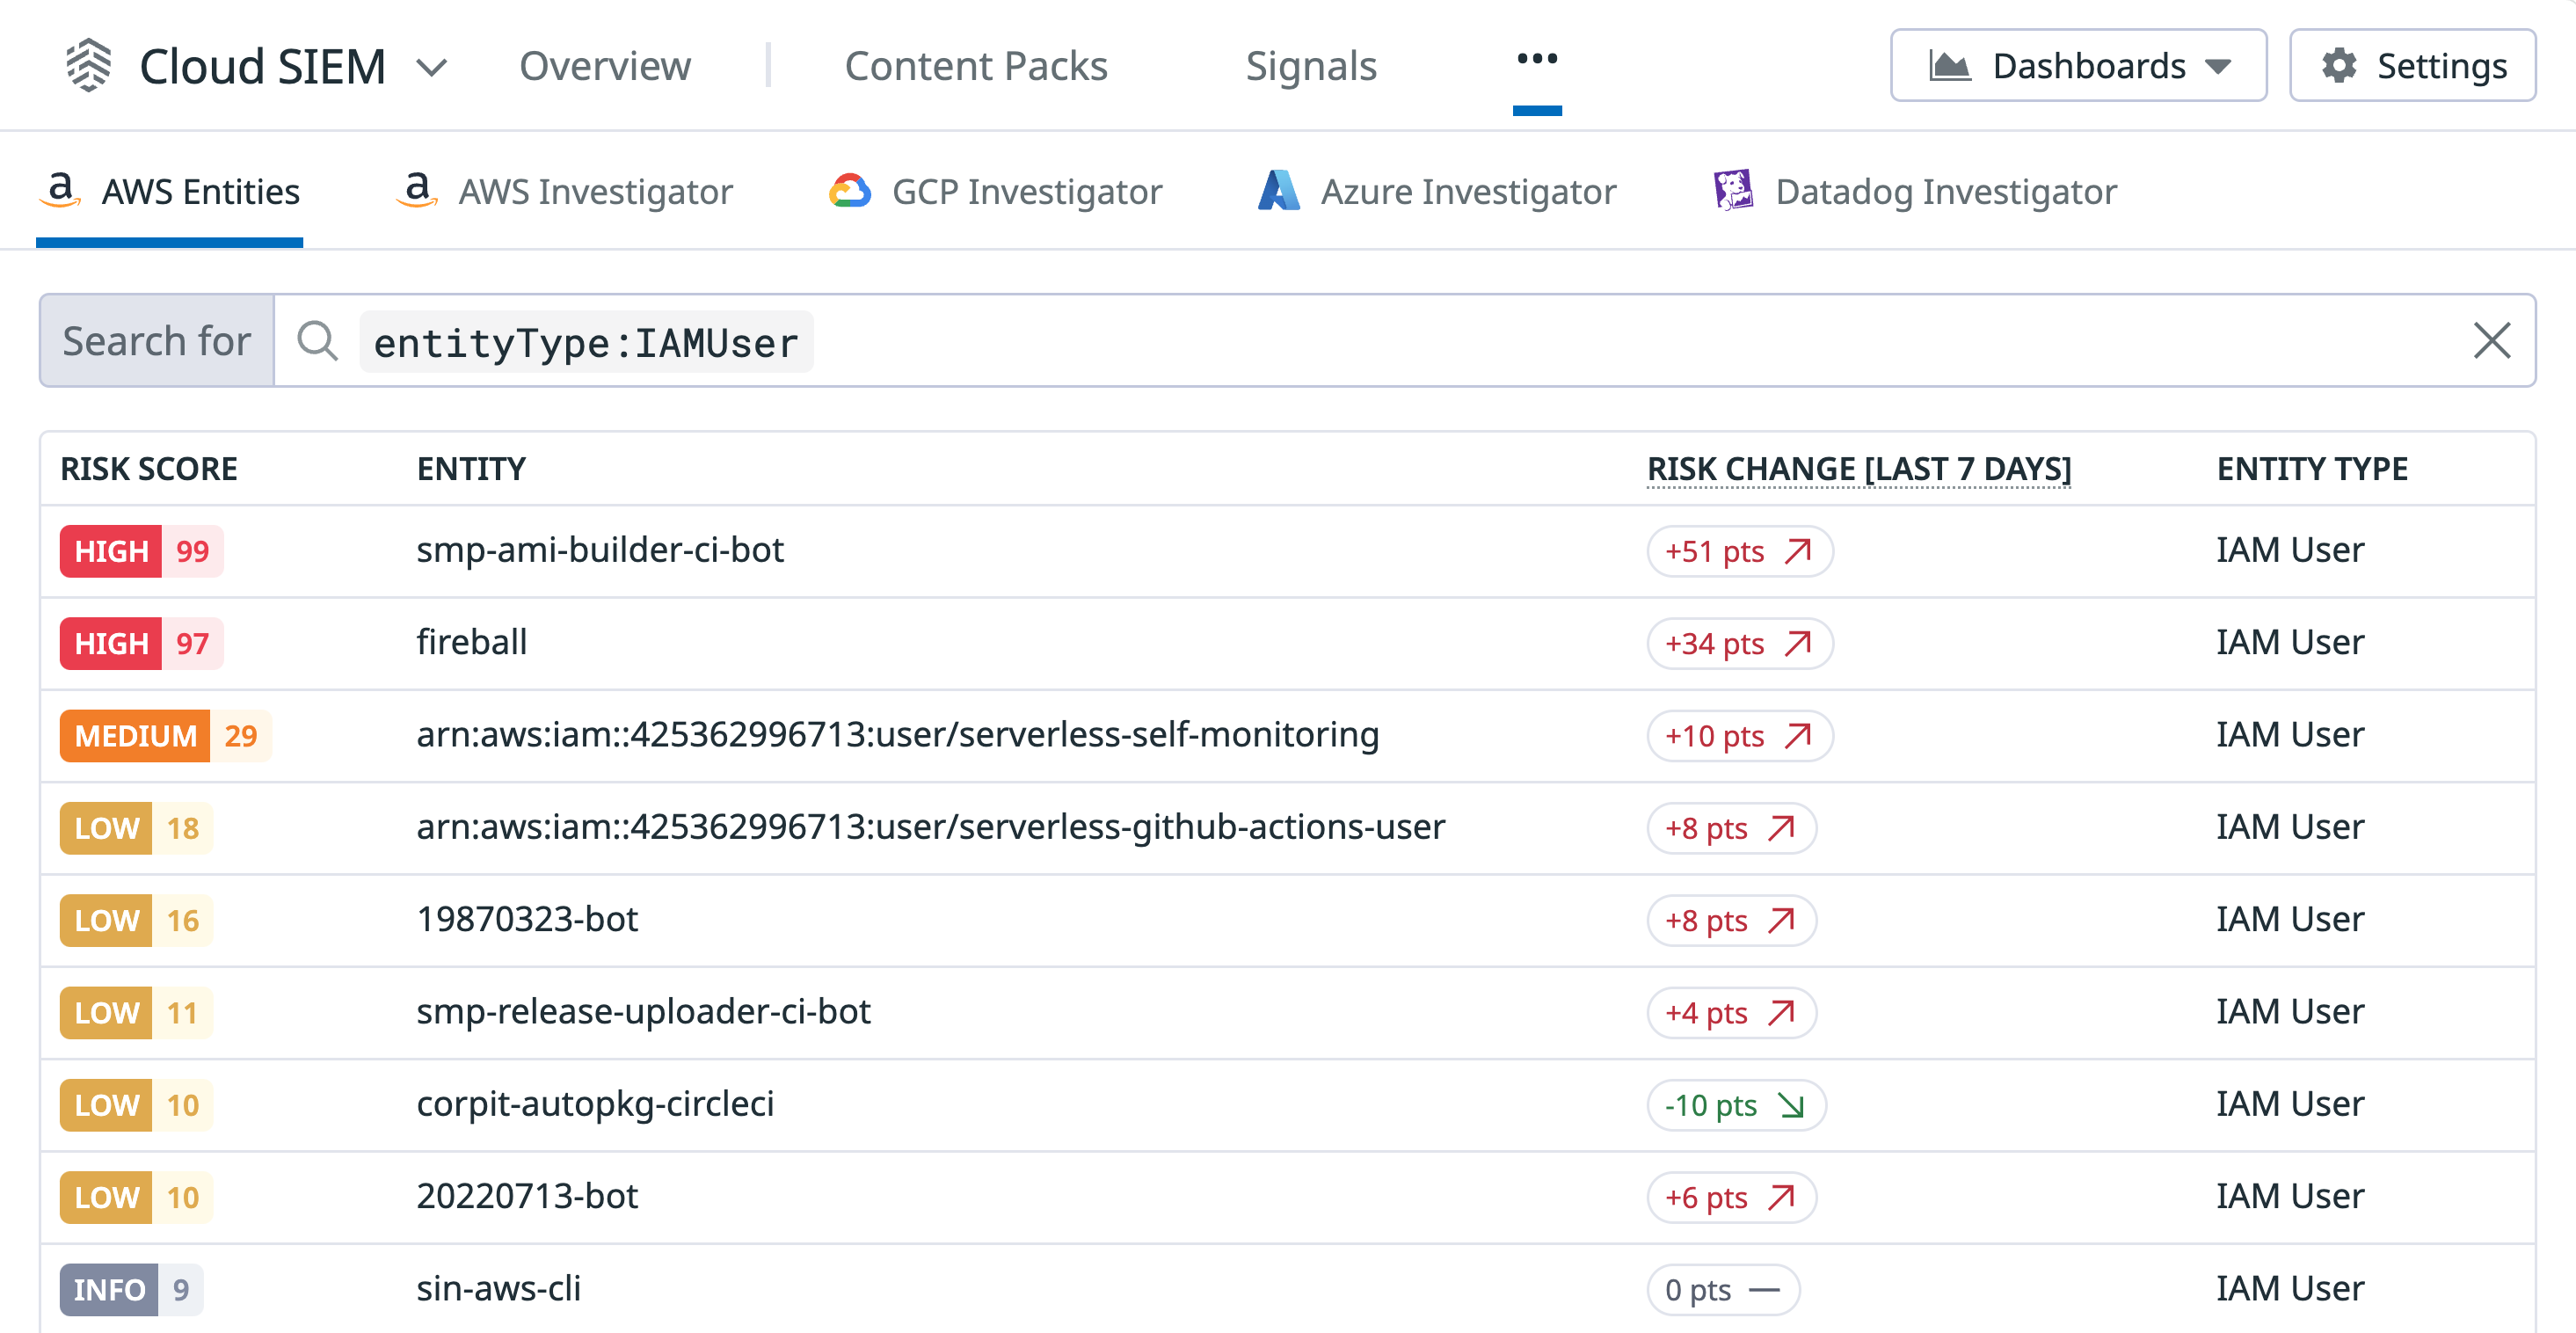 Cloud SIEM Overview Content Packs Signals ••• Dashboards Settings
AWS Entities AWS Investigator GCP Investigator Azure Investigator Datadog Investigator
Search for entityType:IAMUser
RISK SCORE ENTITY RISK CHANGE [LAST 7 DAYS] ENTITY TYPE
HIGH 99 smp-ami-builder-ci-bot +51 pts IAM User
HIGH 97 fireball +34 pts IAM User
MEDIUM 29 arn:aws:iam::425362996713:user/serverless-self-monitoring +10 pts IAM User
LOW 18 arn:aws:iam::425362996713:user/serverless-github-actions-user +8 pts IAM User
LOW 16 19870323-bot +8 pts IAM User
LOW 11 smp-release-uploader-ci-bot +4 pts IAM User
LOW 10 corpit-autopkg-circleci -10 pts IAM User
LOW 10 20220713-bot +6 pts IAM User
INFO 9 sin-aws-cli 0 pts — IAM User